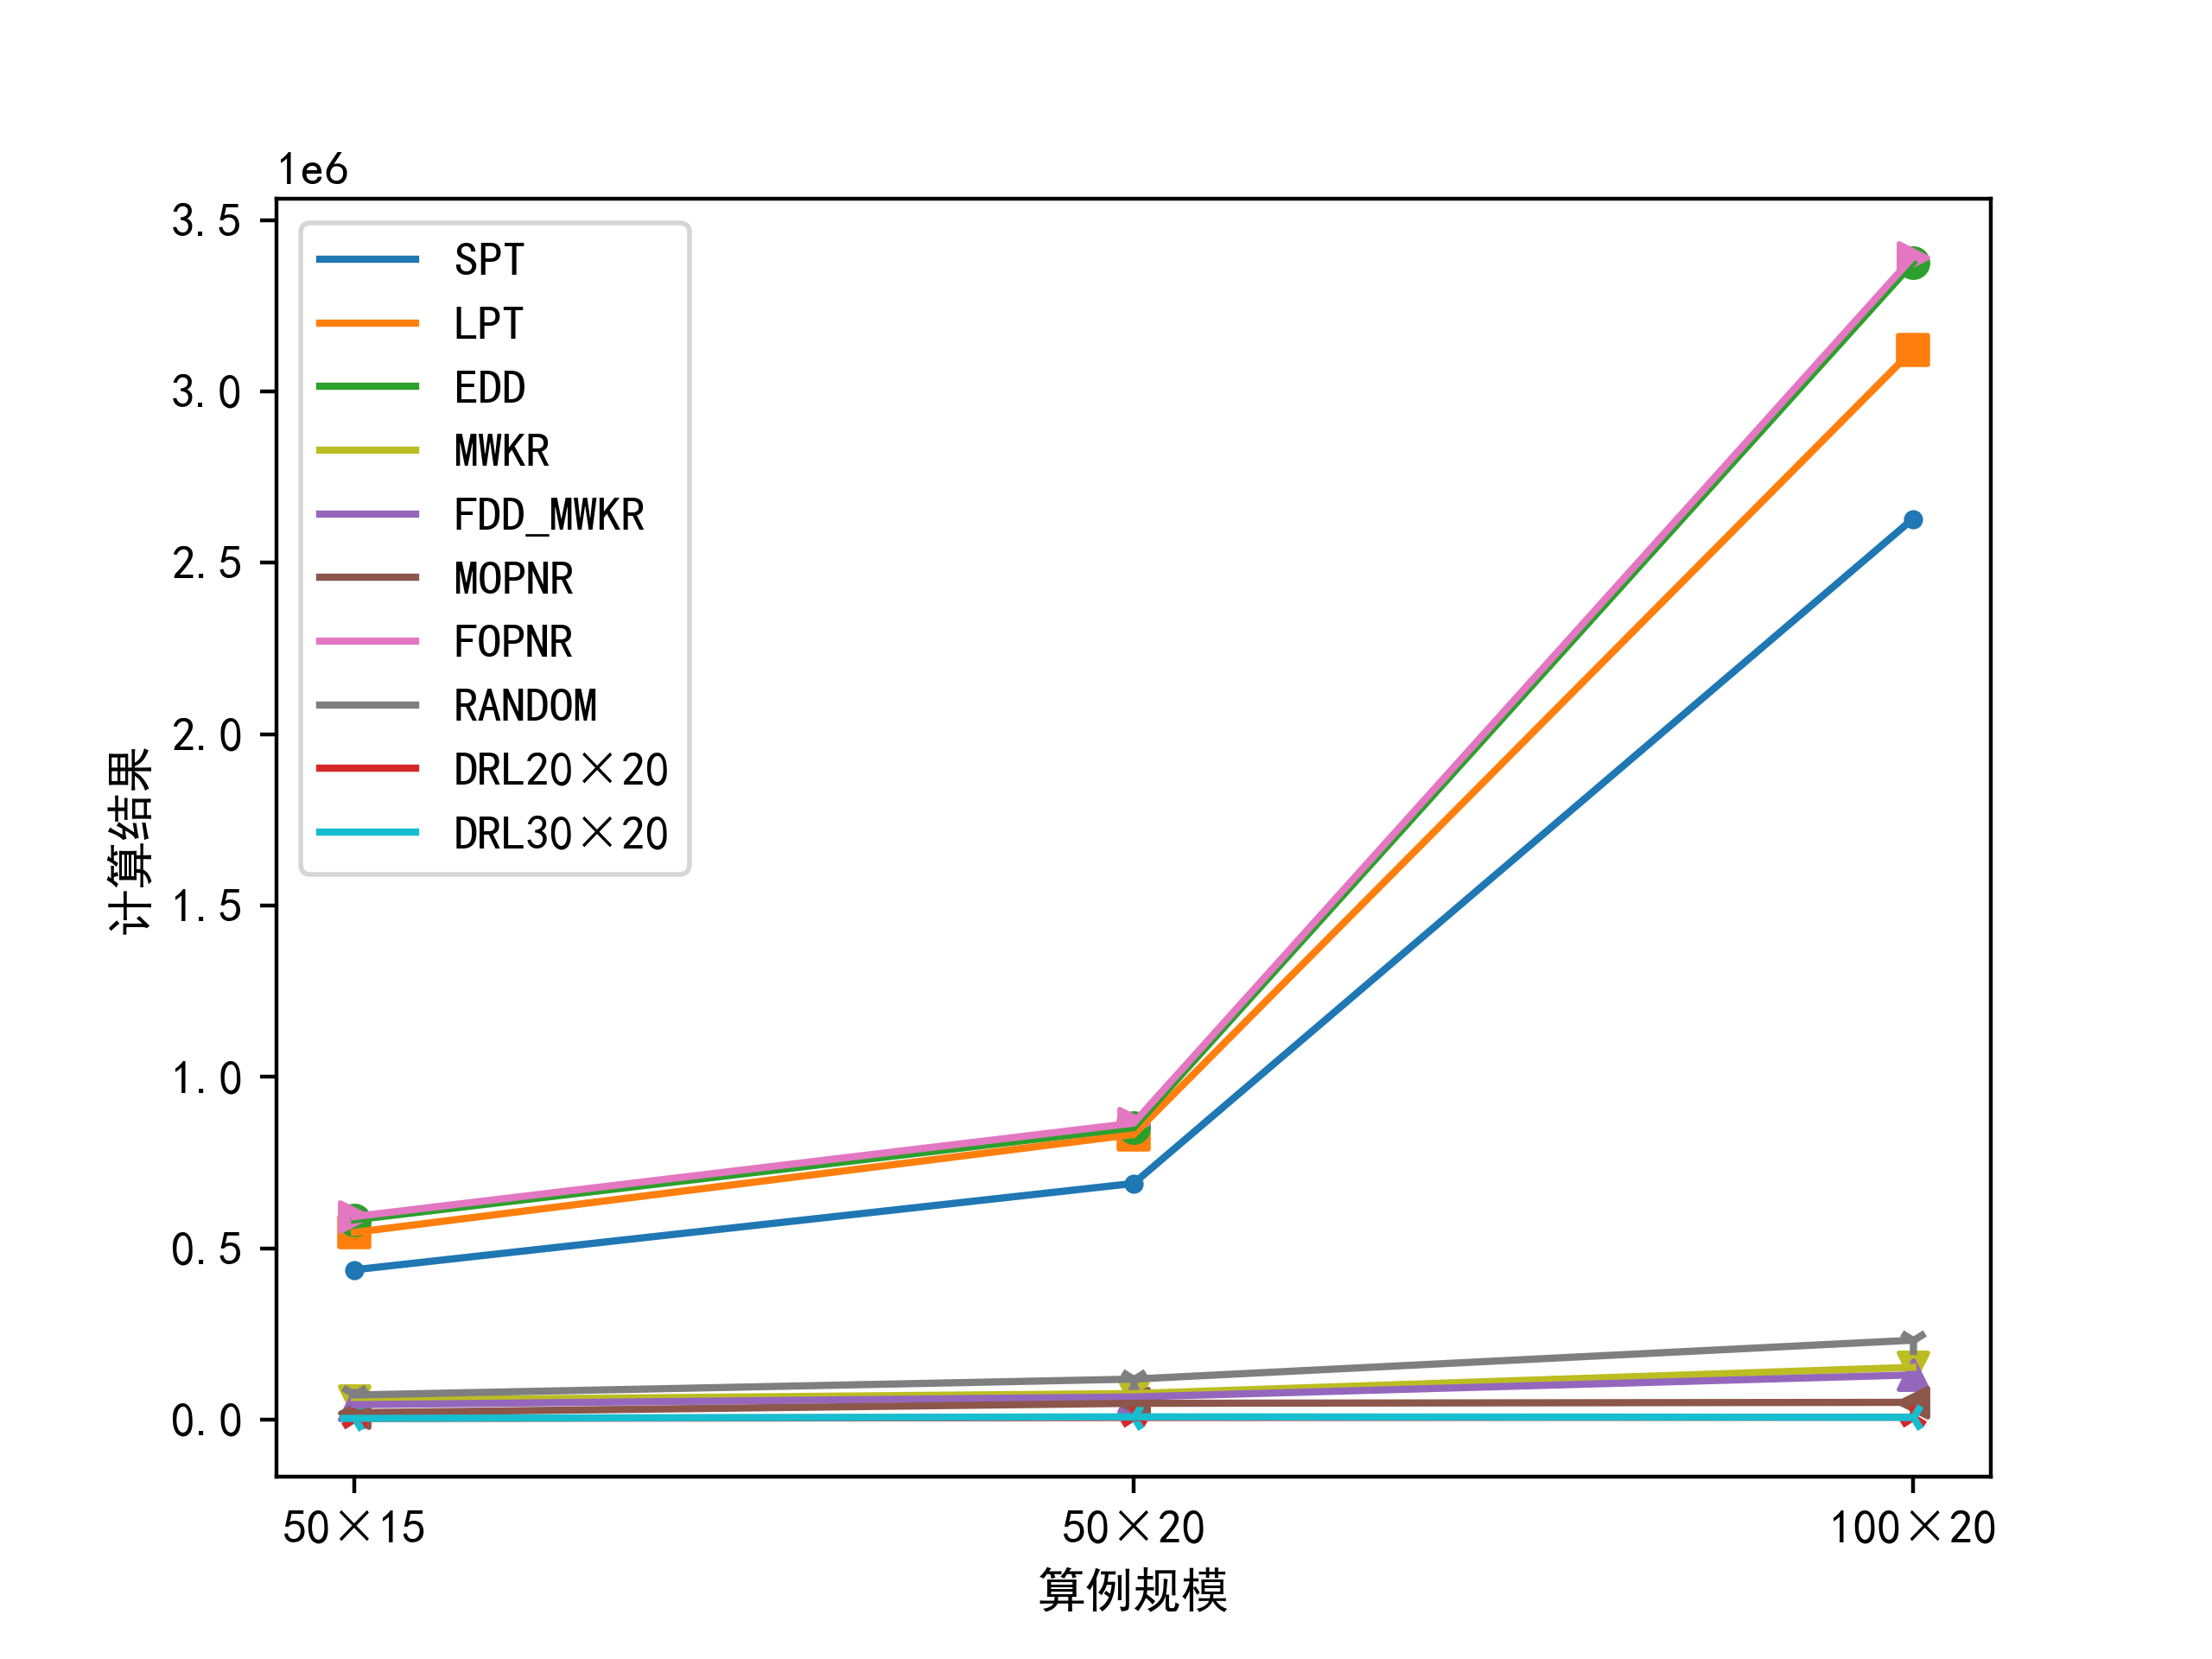 1e6
3.5
3.0
2.5
2.0
1.5
1.0
0.5
0.0
计算结果
SPT
LPT
EDD
MWKR
FDD_MWKR
MOPNR
FOPNR
RANDOM
DRL20×20
DRL30×20
50×15
50×20
100×20
算例规模